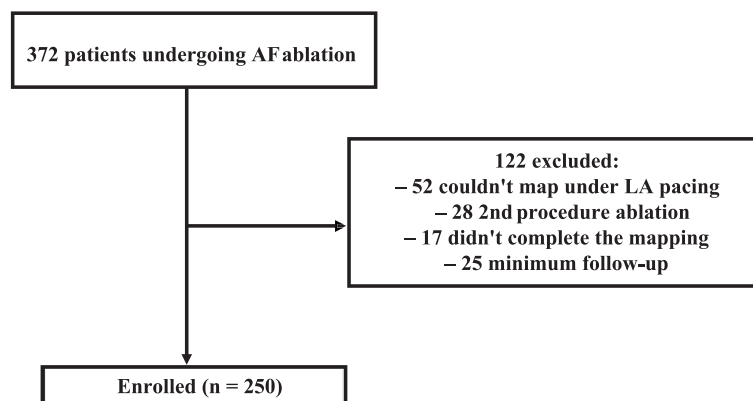 372 patients undergoing AF ablation
122 excluded:
– 52 couldn't map under LA pacing
– 28 2nd procedure ablation
– 17 didn't complete the mapping
– 25 minimum follow-up
Enrolled (n = 250)